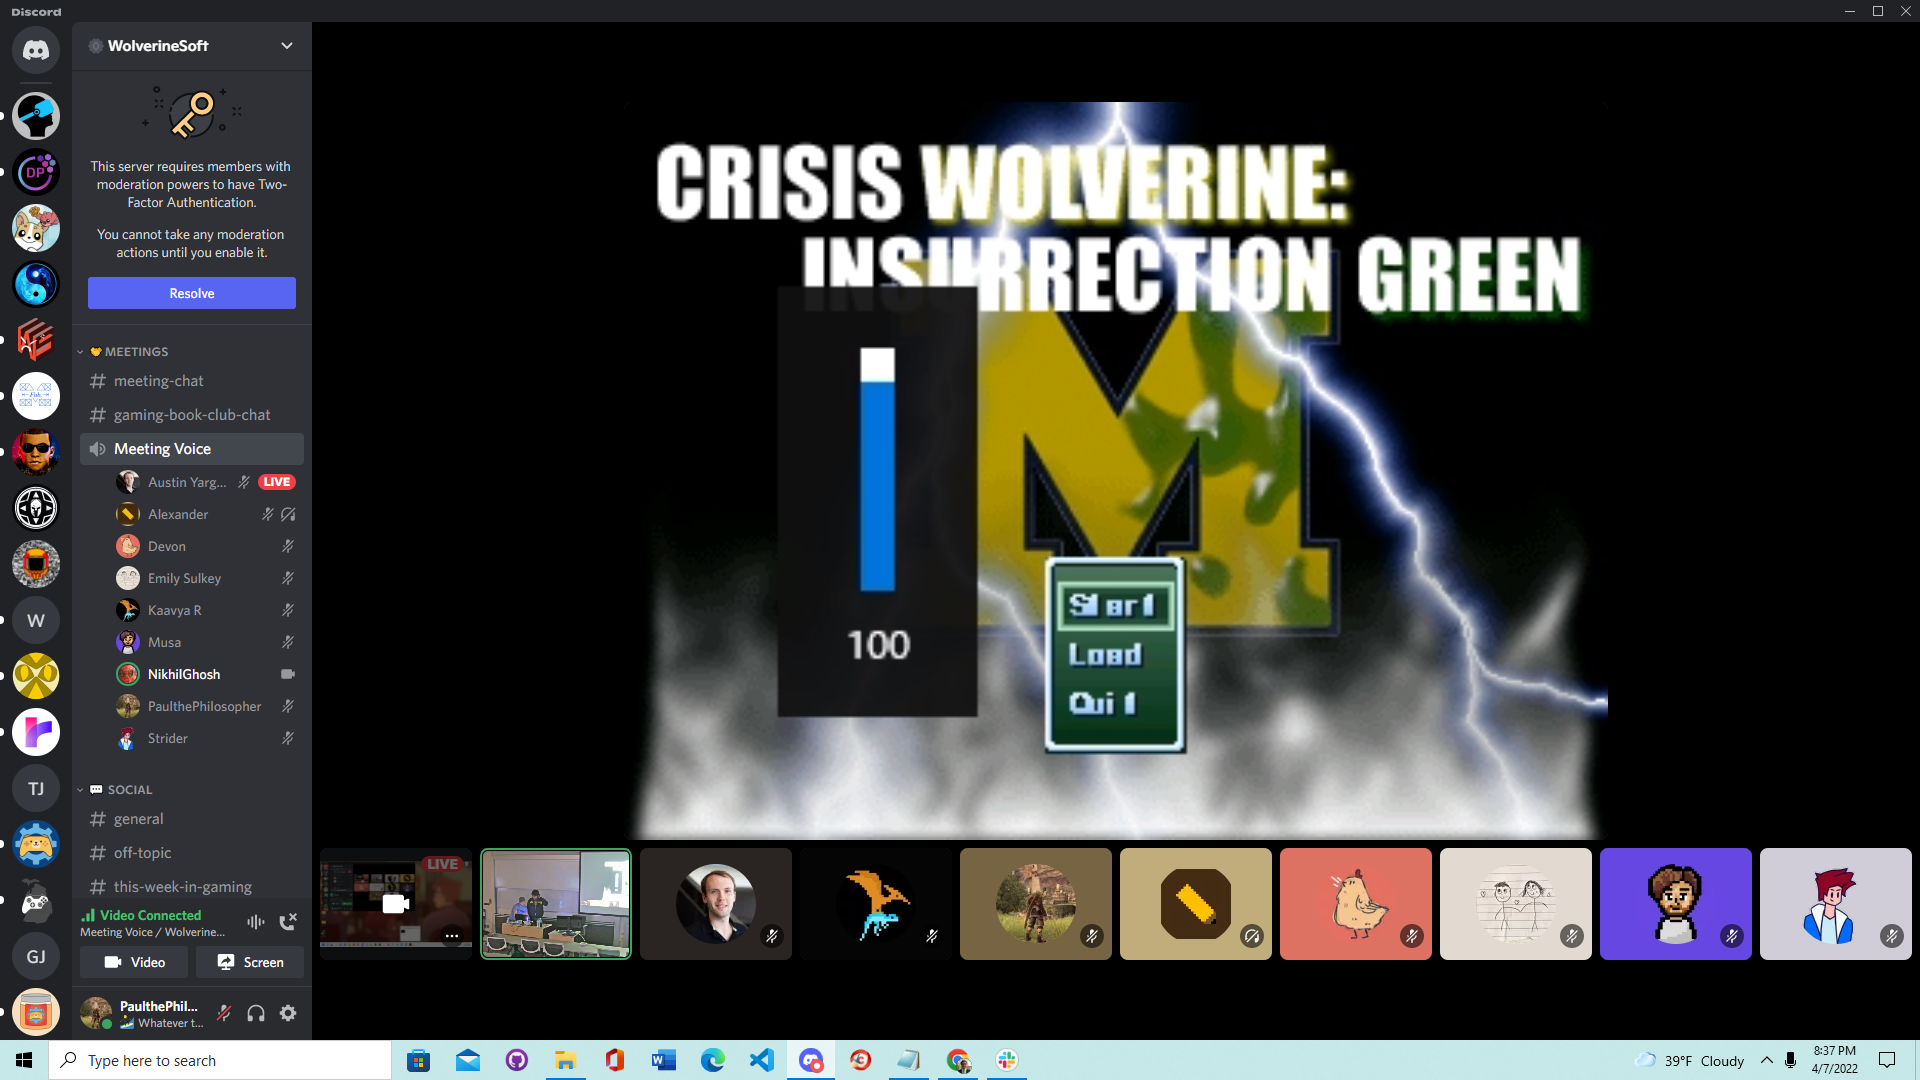 Discord
WolverineSoft
This server requires members with
moderation powers to have Two-
Factor Authentication.
You cannot take any moderation
actions until you enable it.
Resolve
MEETINGS
meeting-chat
gaming-book-club-chat
Meeting Voice
Austin Yarg...
LIVE
Alexander
Devon
Emily Sulkey
Kaavya R
Musa
NikhilGhosh
PaulthePhilosopher
Strider
SOCIAL
general
off-topic
this-week-in-gaming
Video Connected
Meeting Voice / Wolverine...
Video
Screen
PaulthePhil...
Whatever t...
DP
W
TJ
GJ
CRISIS WOLVERINE:
INSURRECTION GREEN
M
100
Start
Load
Quit
LIVE
Type here to search
39°F Cloudy
8:37 PM
4/7/2022